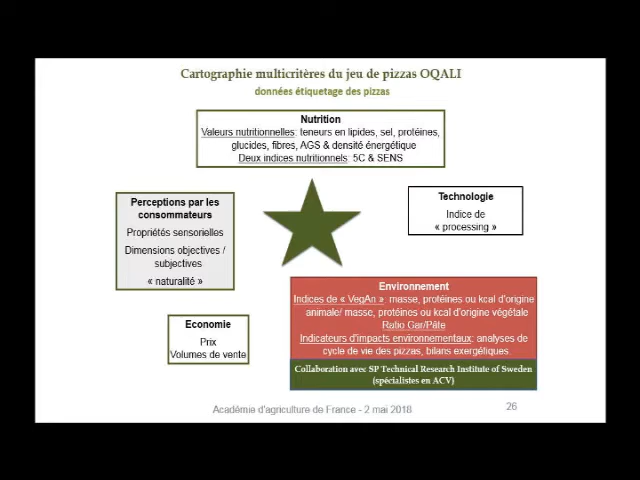 Cartographie multicritères du jeu de pizzas OQALI
données étiquetage des pizzas
Nutrition
Valeurs nutritionnelles: teneurs en lipides, sel, protéines,
glucides, fibres, AGS & densité énergétique
Deux indices nutritionnels: 5C & SENS
Perceptions par les
consommateurs
Propriétés sensorielles
Dimensions objectives /
subjectives
« naturalité »
Technologie
Indice de
« processing »
Environnement
Indices de « VegAn »: masse, protéines ou kcal d'origine
animale/ masse, protéines ou kcal d'origine végétale
Ratio Gar/Pâte
Indicateurs d'impacts environnementaux: analyses de
cycle de vie des pizzas, bilans exergétiques
Collaboration avec SP Technical Research Institute of Sweden
(spécialistes en ACV)
Economie
Prix
Volumes de vente
Académie d'agriculture de France - 2 mai 2018
26